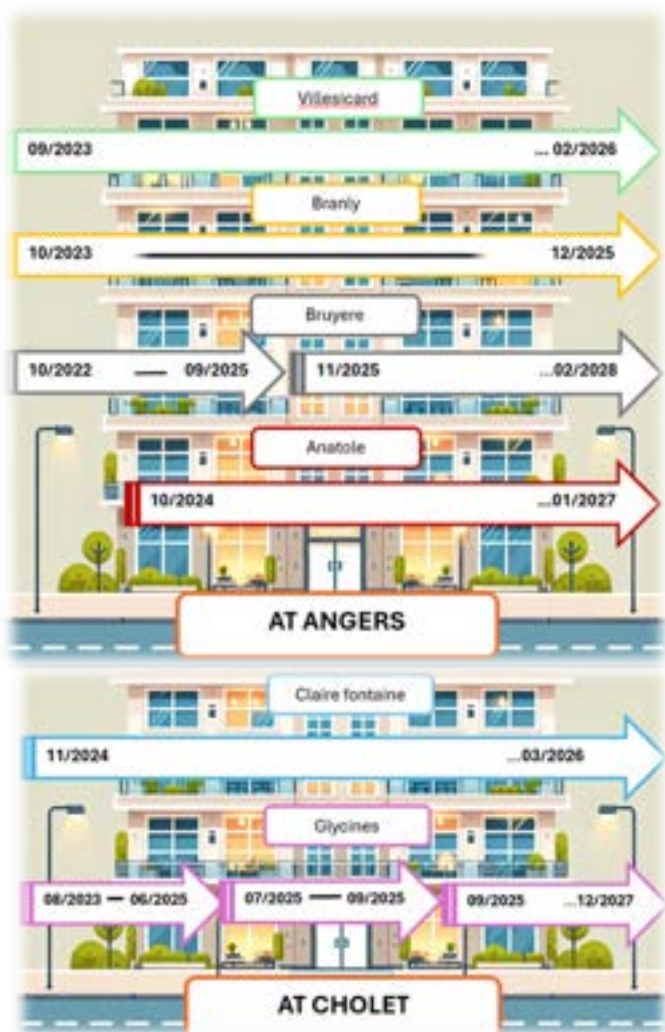 Villesicard
09/2023 ... 02/2026
Branly
10/2023 12/2025
Bruyere
10/2022 — 09/2025 11/2025 ...02/2028
Anatole
10/2024 ...01/2027
AT ANGERS
Claire fontaine
11/2024 ...03/2026
Glycines
08/2023 — 06/2025 07/2025 — 09/2025 09/2025 ...12/2027
AT CHOLET